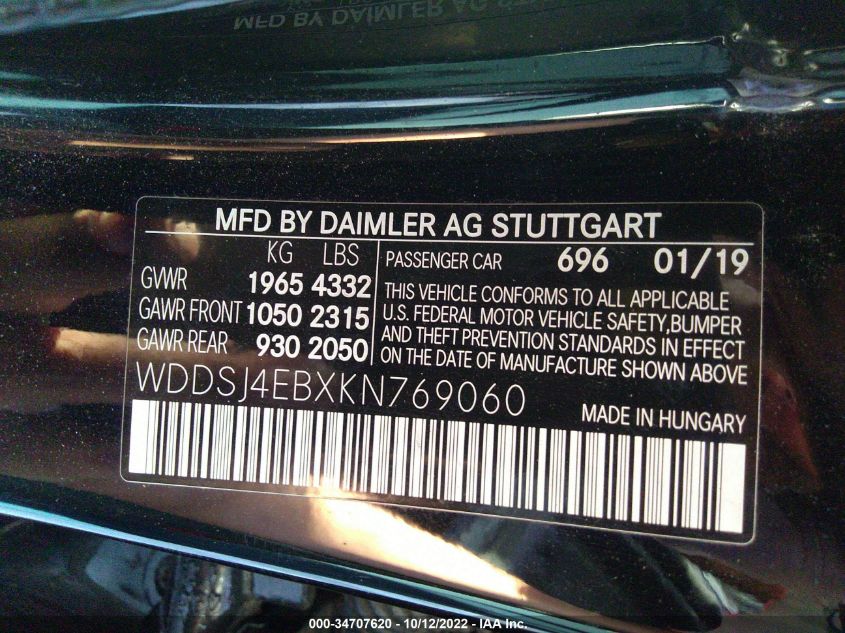 MFD BY DAIMLER AG STUTTGART
KG LBS
GVWR 1965 4332
GAWR FRONT 1050 2315
GAWR REAR 930 2050
PASSENGER CAR 696 01/19
THIS VEHICLE CONFORMS TO ALL APPLICABLE
U.S. FEDERAL MOTOR VEHICLE SAFETY,BUMPER
AND THEFT PREVENTION STANDARDS IN EFFECT
ON THE DATE OF MANUFACTURE SHOWN ABOVE
WDDSJ4EBXKN769060
MADE IN HUNGARY
000-34707620 - 10/12/2022 - IAA Inc.